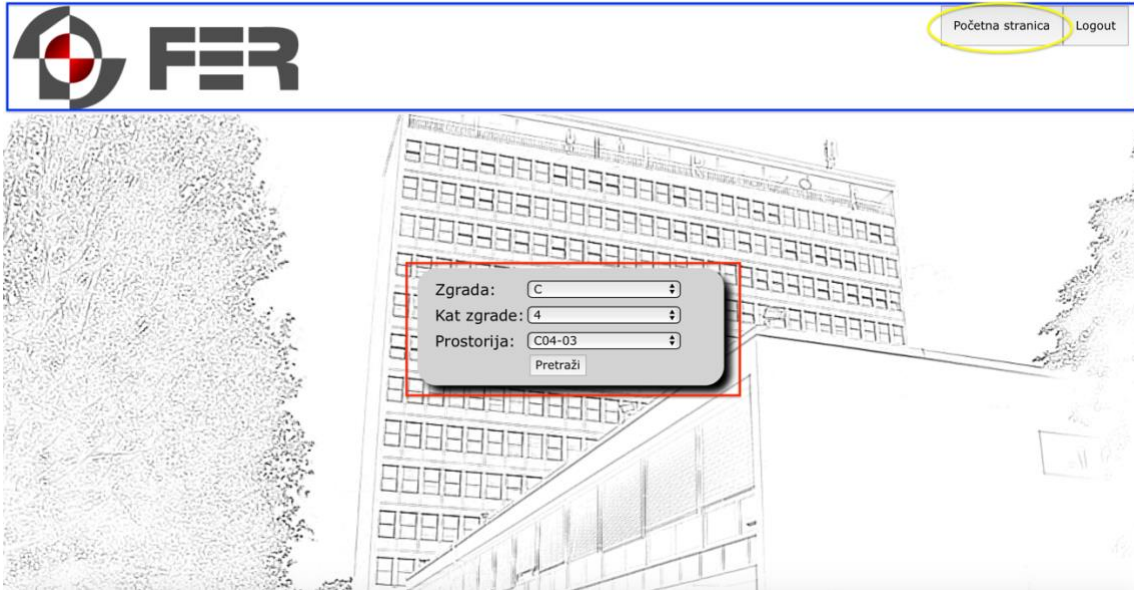 FER
Početna stranica Logout
Zgrada: C
Kat zgrade: 4
Prostorija: C04-03
Pretraži